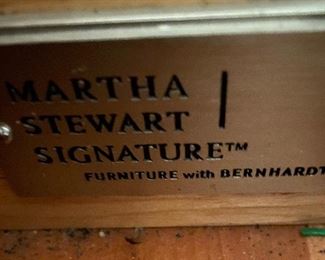 MARTHA
STEWART
SIGNATURE™
FURNITURE with BERNHARDT